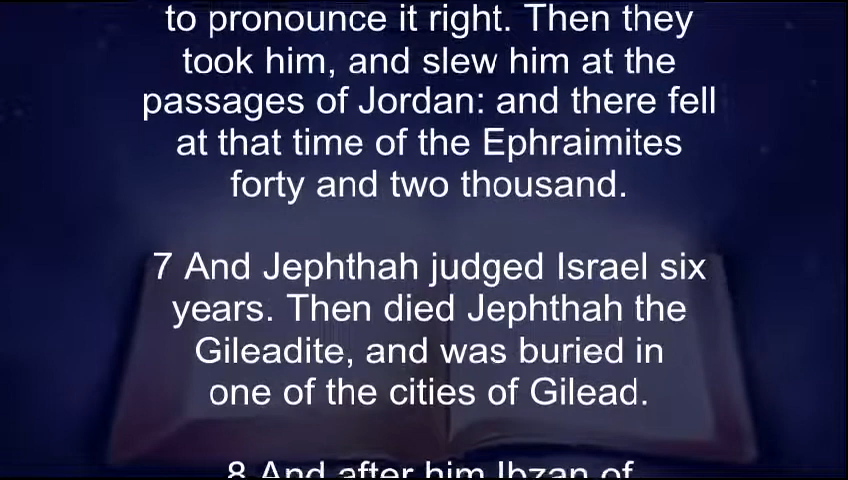 to pronounce it right. Then they
took him, and slew him at the
passages of Jordan: and there fell
at that time of the Ephraimites
forty and two thousand.
7 And Jephthah judged Israel six
years. Then died Jephthah the
Gileadite, and was buried in
one of the cities of Gilead.
8 And after him Ibzan of